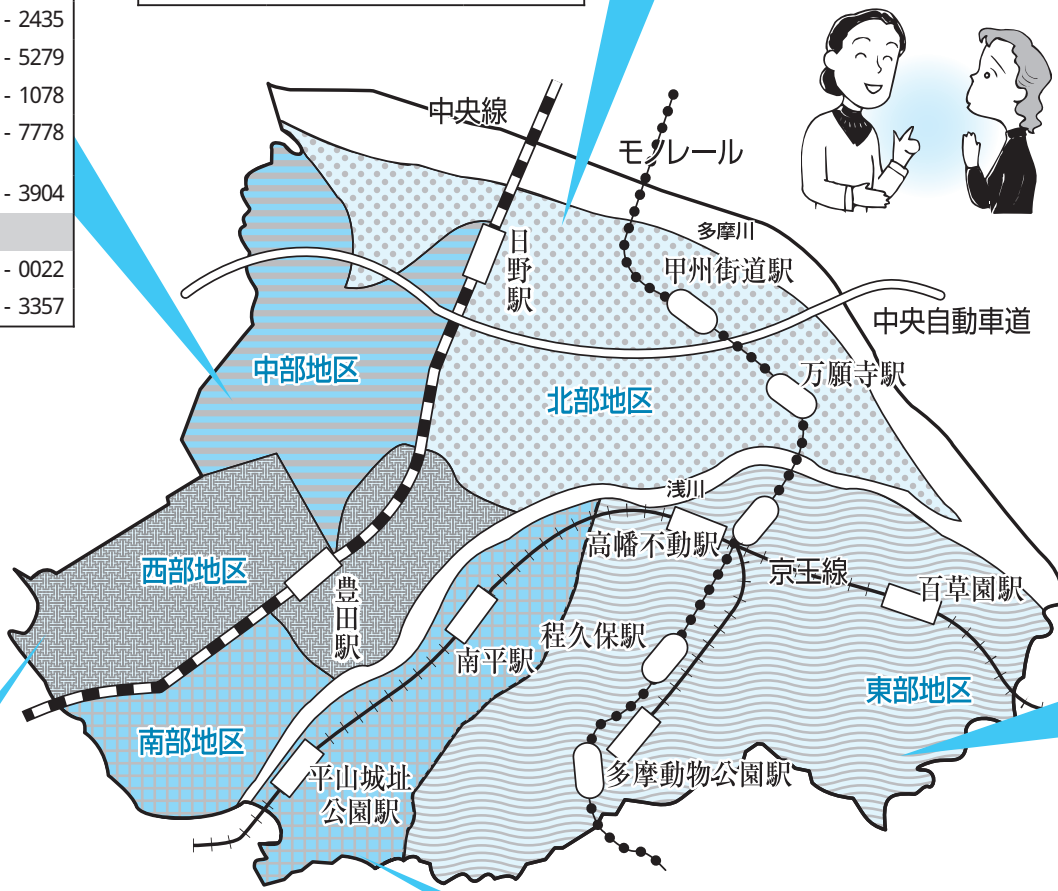 - 2435
- 5279
- 1078
- 7778
- 3904
- 0022
- 3357
中央線
モノレール
多摩川
日野駅
甲州街道駅
中央自動車道
中部地区
万願寺駅
北部地区
浅川
高幡不動駅
京王線
西部地区
百草園駅
豊田駅
程久保駅
南平駅
東部地区
南部地区
平山城址
公園駅
多摩動物公園駅